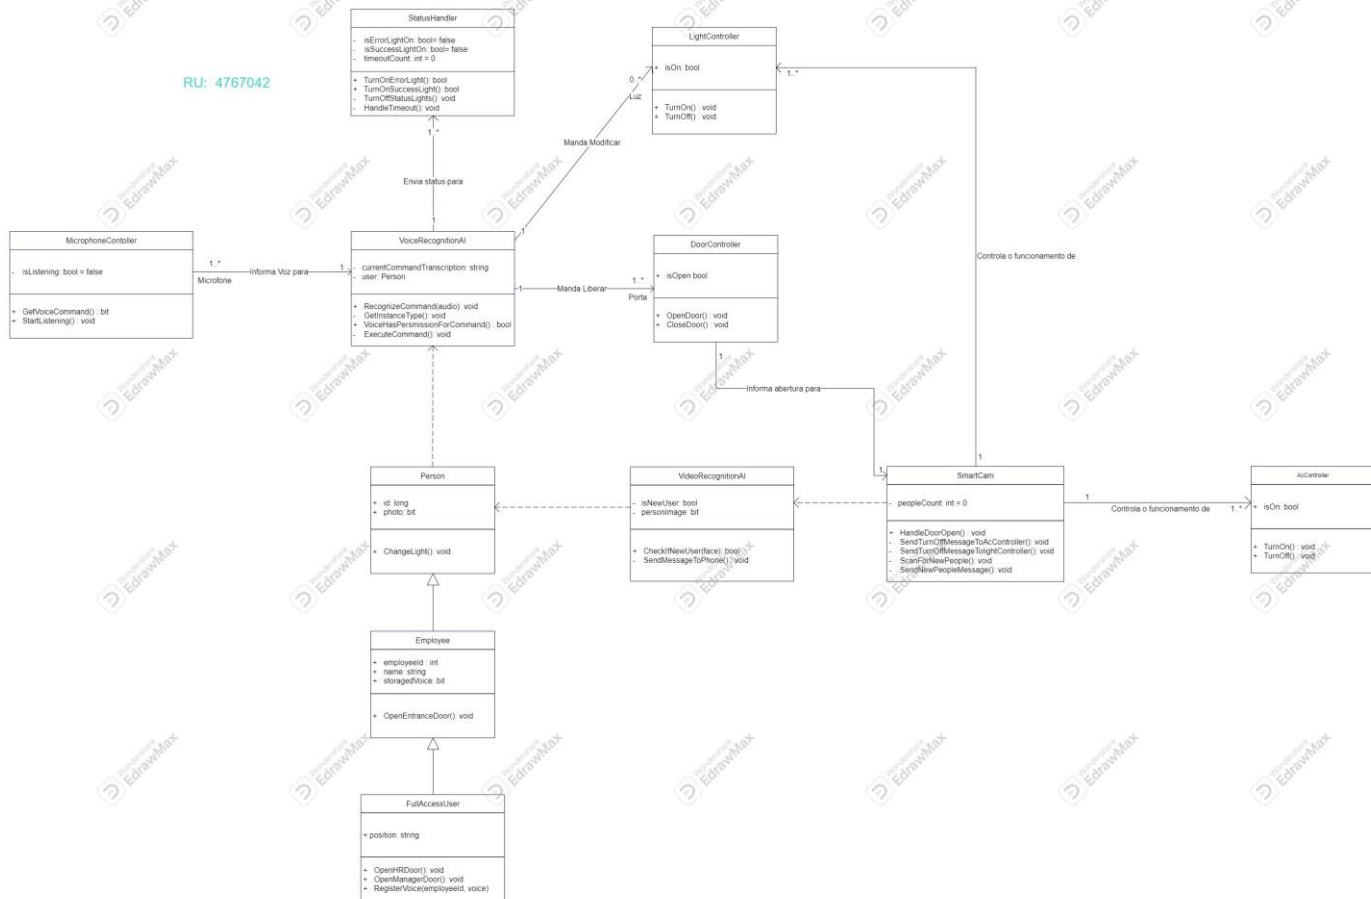 StatusHandler
- isErrorLightOn: bool= false
- isSuccessLightOn: bool= false
- timeoutCount: int = 0
+ TurnOnErrorLight(): bool
+ TurnOnSuccessLight(): bool
- TurnOffStatusLights(): void
- HandleTimeout(): void
RU: 4767042
LightController
+ isOn: bool
+ TurnOn() : void
+ TurnOff() : void
0..*
Luz
1..*
Manda Modificar
1..*
Envia status para
1
1
MicrophoneContoller
- isListening: bool = false
+ GetVoiceCommand() : bit
+ StartListening() : void
1..*
Microfone
Informa Voz para
1
VoiceRecognitionAI
- currentCommandTranscription: string
- user: Person
+ RecognizeCommand(audio): void
- GetInstanceType(): void
+ VoiceHasPersmissionForCommand() : bool
- ExecuteCommand(): void
1
Manda Liberar
1..*
Porta
DoorController
+ isOpen bool
+ OpenDoor() : void
+ CloseDoor() : void
1
Informa abertura para
1
Controla o funcionamento de
1
Person
+ id: long
+ photo: bit
+ ChangeLight(): void
VideoRecognitionAI
- isNewUser: bool
- personImage: bit
+ CheckIfNewUser(face): bool
- SendMessageToPhone(): void
SmartCam
- peopleCount: int = 0
+ HandleDoorOpen() : void
- SendTurnOffMessageToAcController(): void
- SendTurnOffMessageTolightController(): void
- ScanForNewPeople(): void
- SendNewPeopleMessage(): void
1
Controla o funcionamento de
1..*
AcController
+ isOn: bool
+ TurnOn() : void
+ TurnOff() : void
Employee
+ employeeId : int
+ name: string
+ storagedVoice: bit
+ OpenEntranceDoor(): void
FullAccessUser
+ position: string
+ OpenHRDoor(): void
+ OpenManagerDoor(): void
+ RegisterVoice(employeeId, voice)
Wondershare
EdrawMax